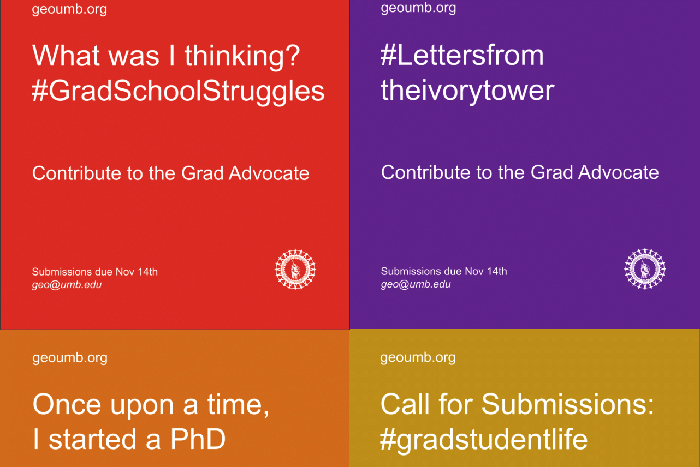 geoumb.org
What was I thinking?
#GradSchoolStruggles
Contribute to the Grad Advocate
Submissions due Nov 14th
geo@umb.edu
geoumb.org
#Lettersfrom
theivorytower
Contribute to the Grad Advocate
Submissions due Nov 14th
geo@umb.edu
geoumb.org
Once upon a time,
I started a PhD
geoumb.org
Call for Submissions:
#gradstudentlife